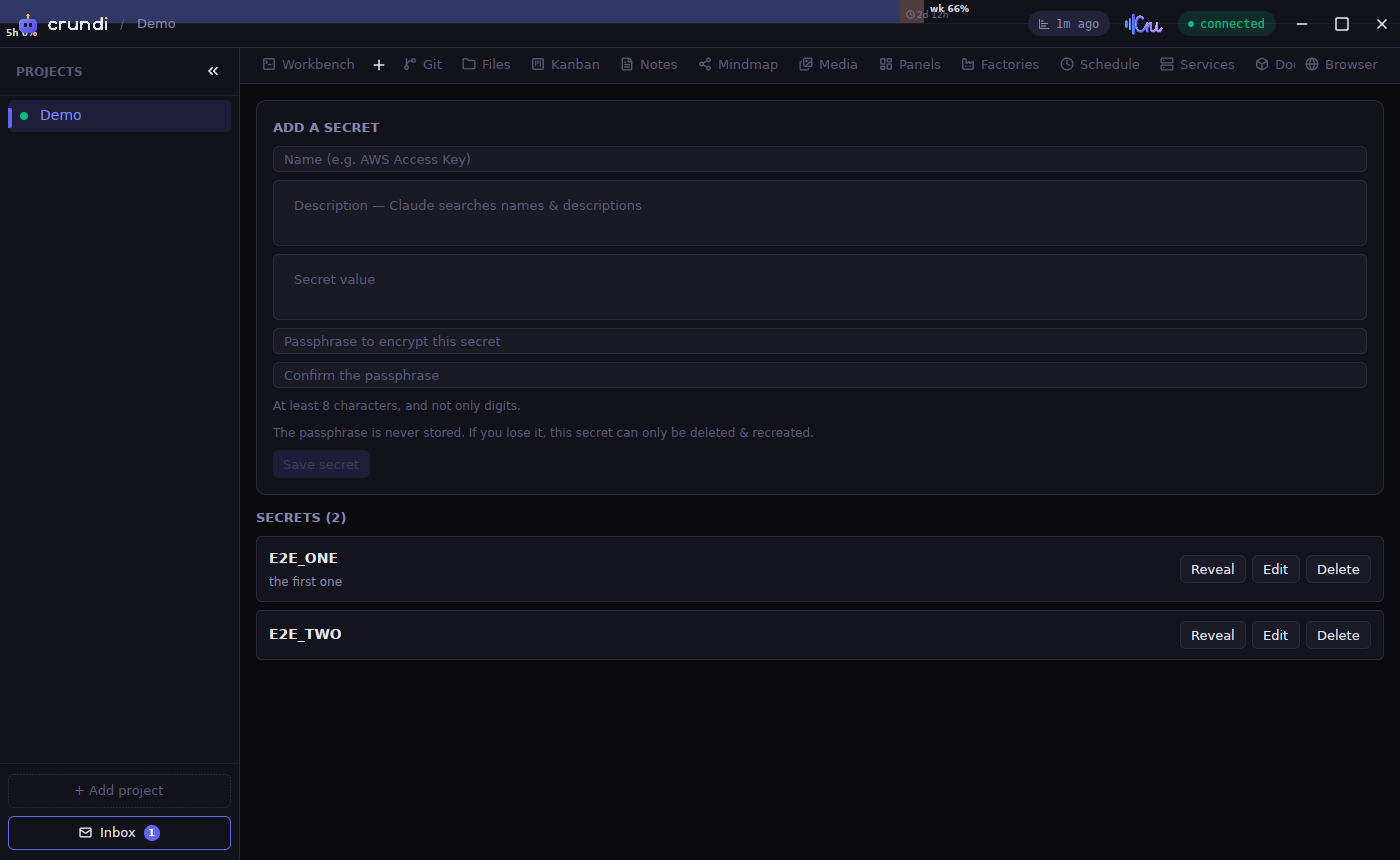 wk 66%
2d 12h
5h
crundi / Demo
1m ago
Cru
connected
PROJECTS
Workbench
Git
Files
Kanban
Notes
Mindmap
Media
Panels
Factories
Schedule
Services
Doc
Browser
Demo
ADD A SECRET
Name (e.g. AWS Access Key)
Description — Claude searches names & descriptions
Secret value
Passphrase to encrypt this secret
Confirm the passphrase
At least 8 characters, and not only digits.
The passphrase is never stored. If you lose it, this secret can only be deleted & recreated.
Save secret
SECRETS (2)
E2E_ONE
the first one
Reveal
Edit
Delete
E2E_TWO
Reveal
Edit
Delete
+ Add project
Inbox 1